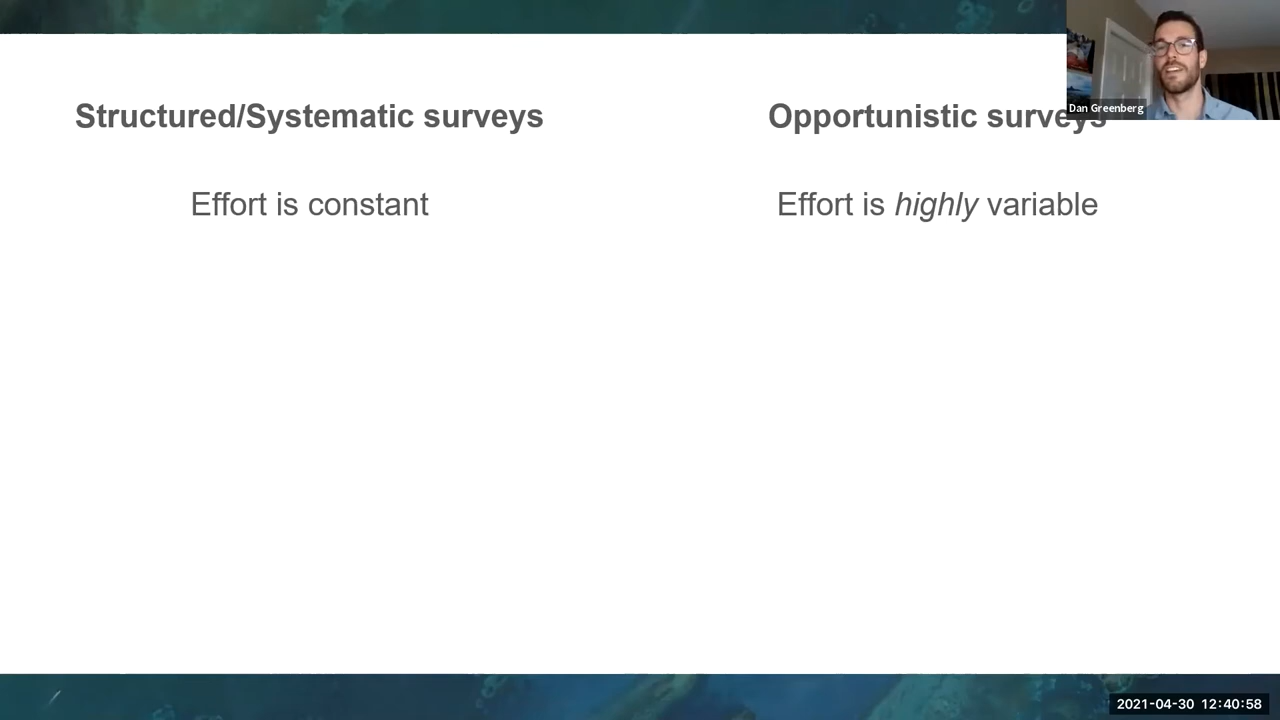 Structured/Systematic surveys
Opportunistic surveys
Dan Greenberg
Effort is constant
Effort is highly variable
2021-04-30 12:40:58